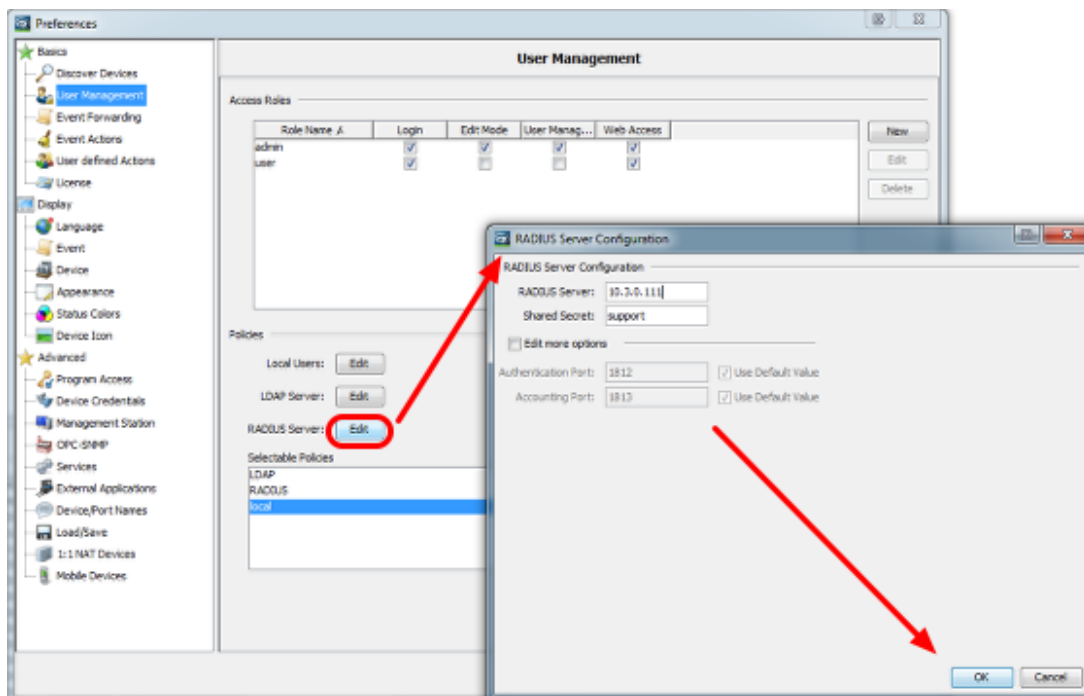 Preferences
Basics
Discover Devices
User Management
Event Forwarding
Event Actions
User defined Actions
License
Display
Language
Event
Device
Appearance
Status Colors
Device Icon
Advanced
Program Access
Device Credentials
Management Station
OPC-SNMP
Services
External Applications
Device/Port Names
Load/Save
1:1 NAT Devices
Mobile Devices
User Management
Access Roles
Role Name Login Edit Mode User Manag... Web Access
admin
user
New
Edit
Delete
Policies
Local Users: Edit
LDAP Server: Edit
RADIUS Server: Edit
Selectable Policies
LDAP
RADIUS
local
RADIUS Server Configuration
RADIUS Server Configuration
RADIUS Server: 10.3.0.111
Shared Secret: support
Edit more options
Authentication Port: 1812 Use Default Value
Accounting Port: 1813 Use Default Value
OK Cancel